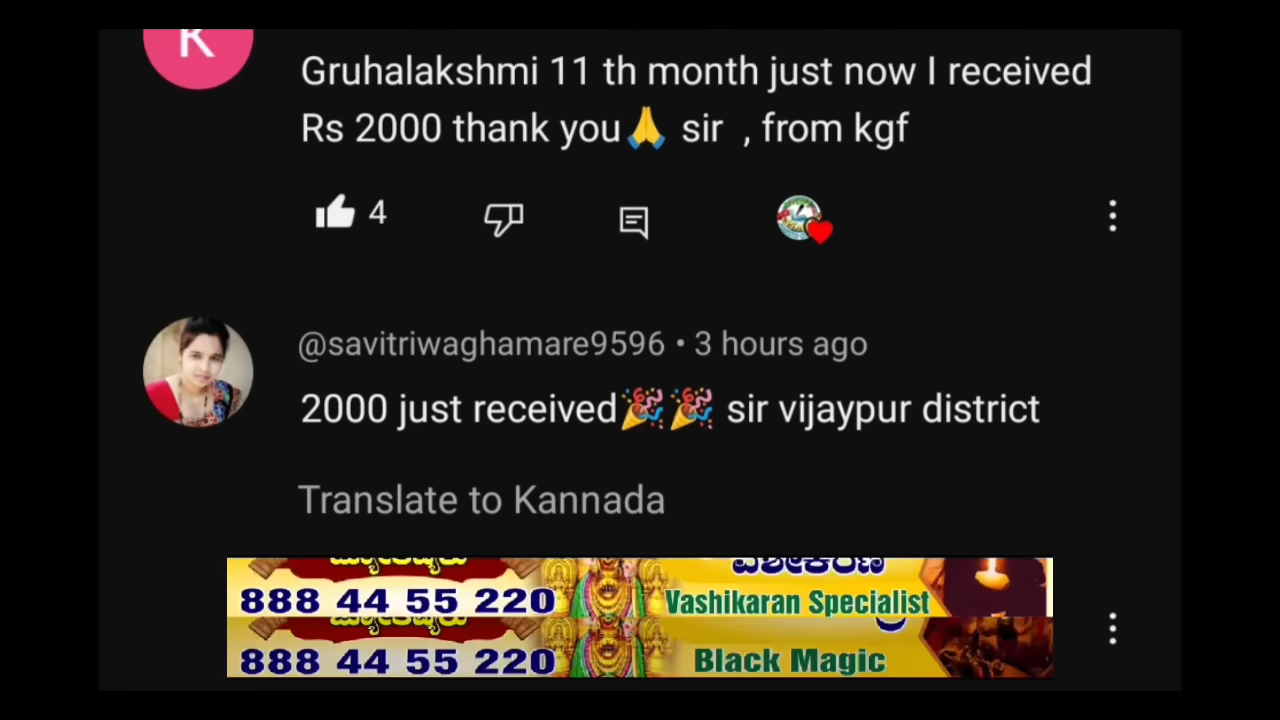 K
Gruhalakshmi 11 th month just now I received
Rs 2000 thank you🙏 sir , from kgf
4
@savitriwaghamare9596 • 3 hours ago
2000 just received🎉🎉 sir vijaypur district
Translate to Kannada
ವಶೀಕರಣ
888 44 55 220 Vashikaran Specialist
888 44 55 220 Black Magic